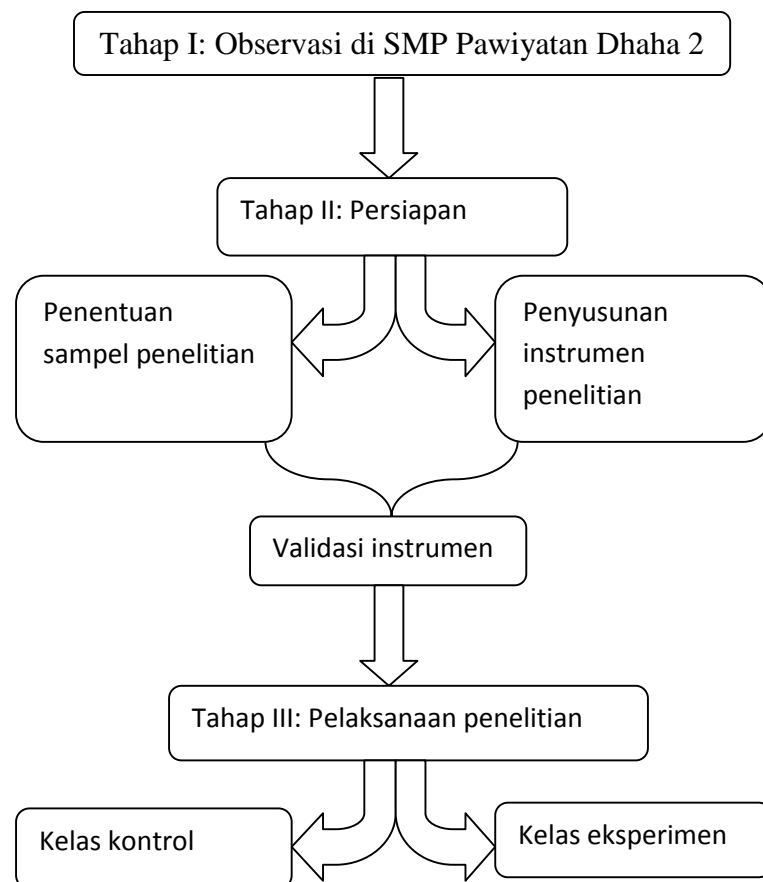 Tahap I: Observasi di SMP Pawiyatan Dhaha 2
Tahap II: Persiapan
Penentuan
sampel penelitian
Penyusunan
instrumen
penelitian
Validasi instrumen
Tahap III: Pelaksanaan penelitian
Kelas kontrol
Kelas eksperimen